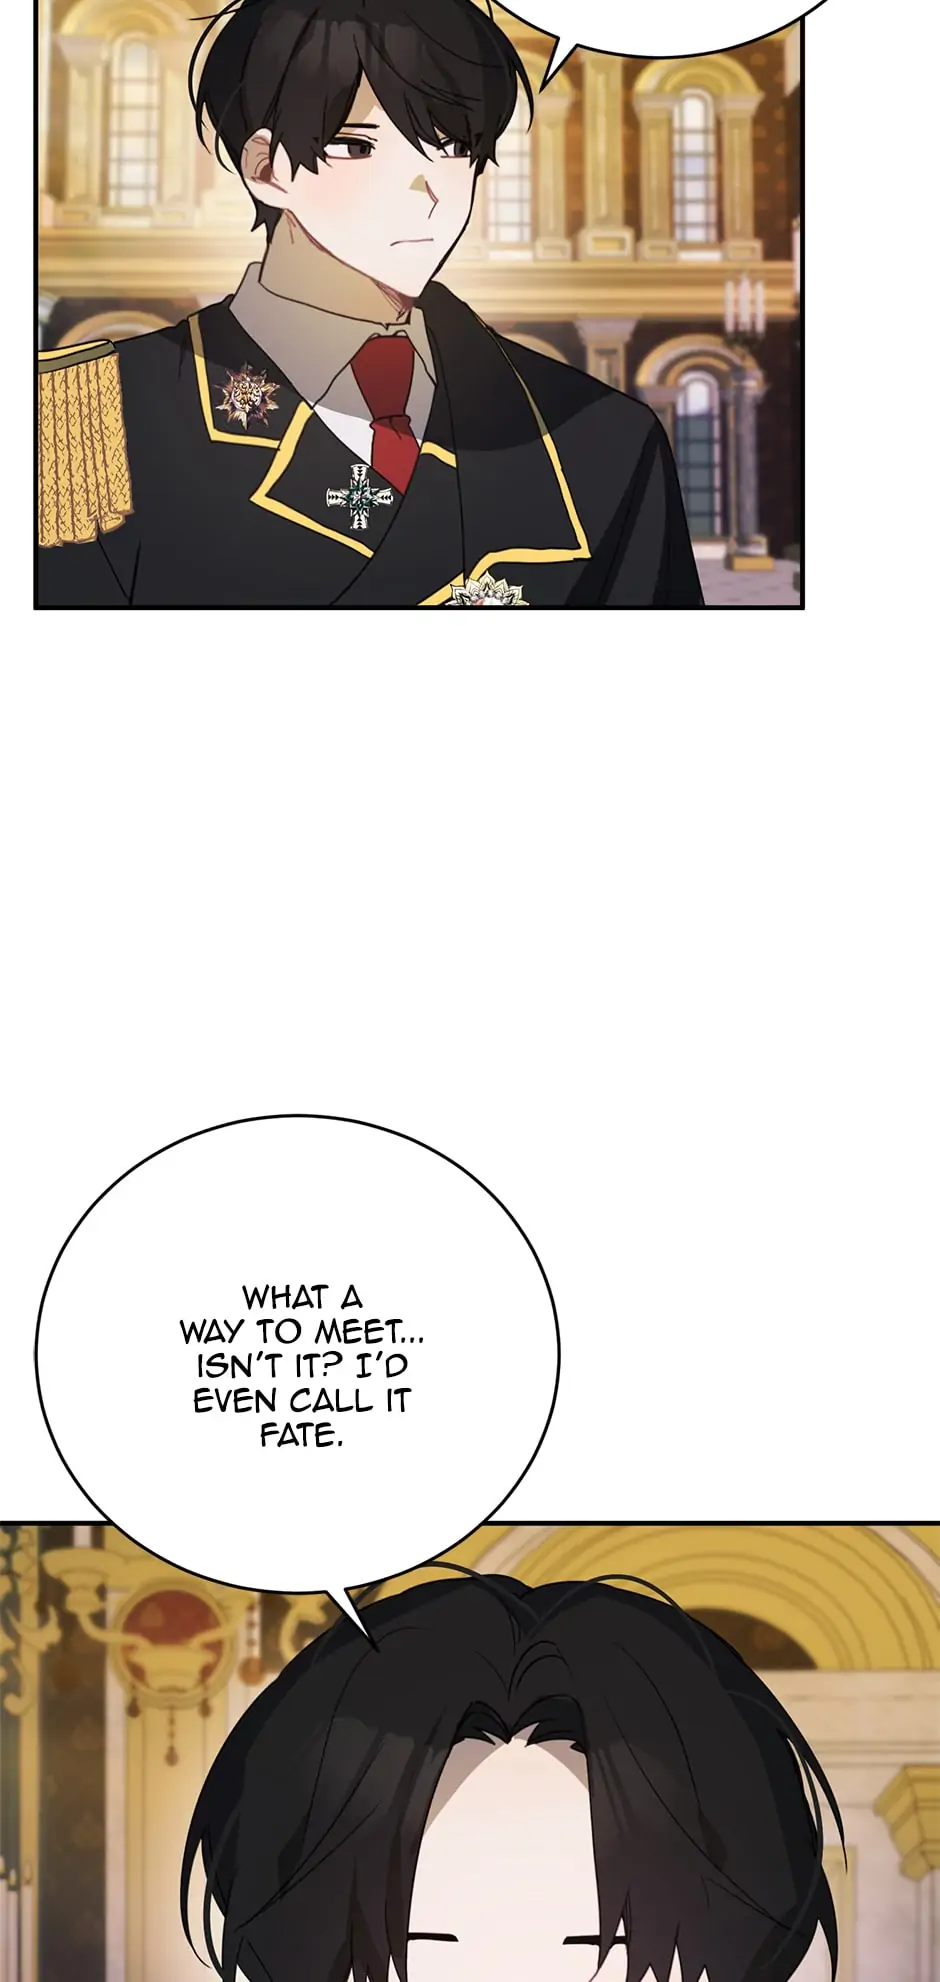 WHAT A
WAY TO MEET...
ISN'T IT? I'D
EVEN CALL IT
FATE.